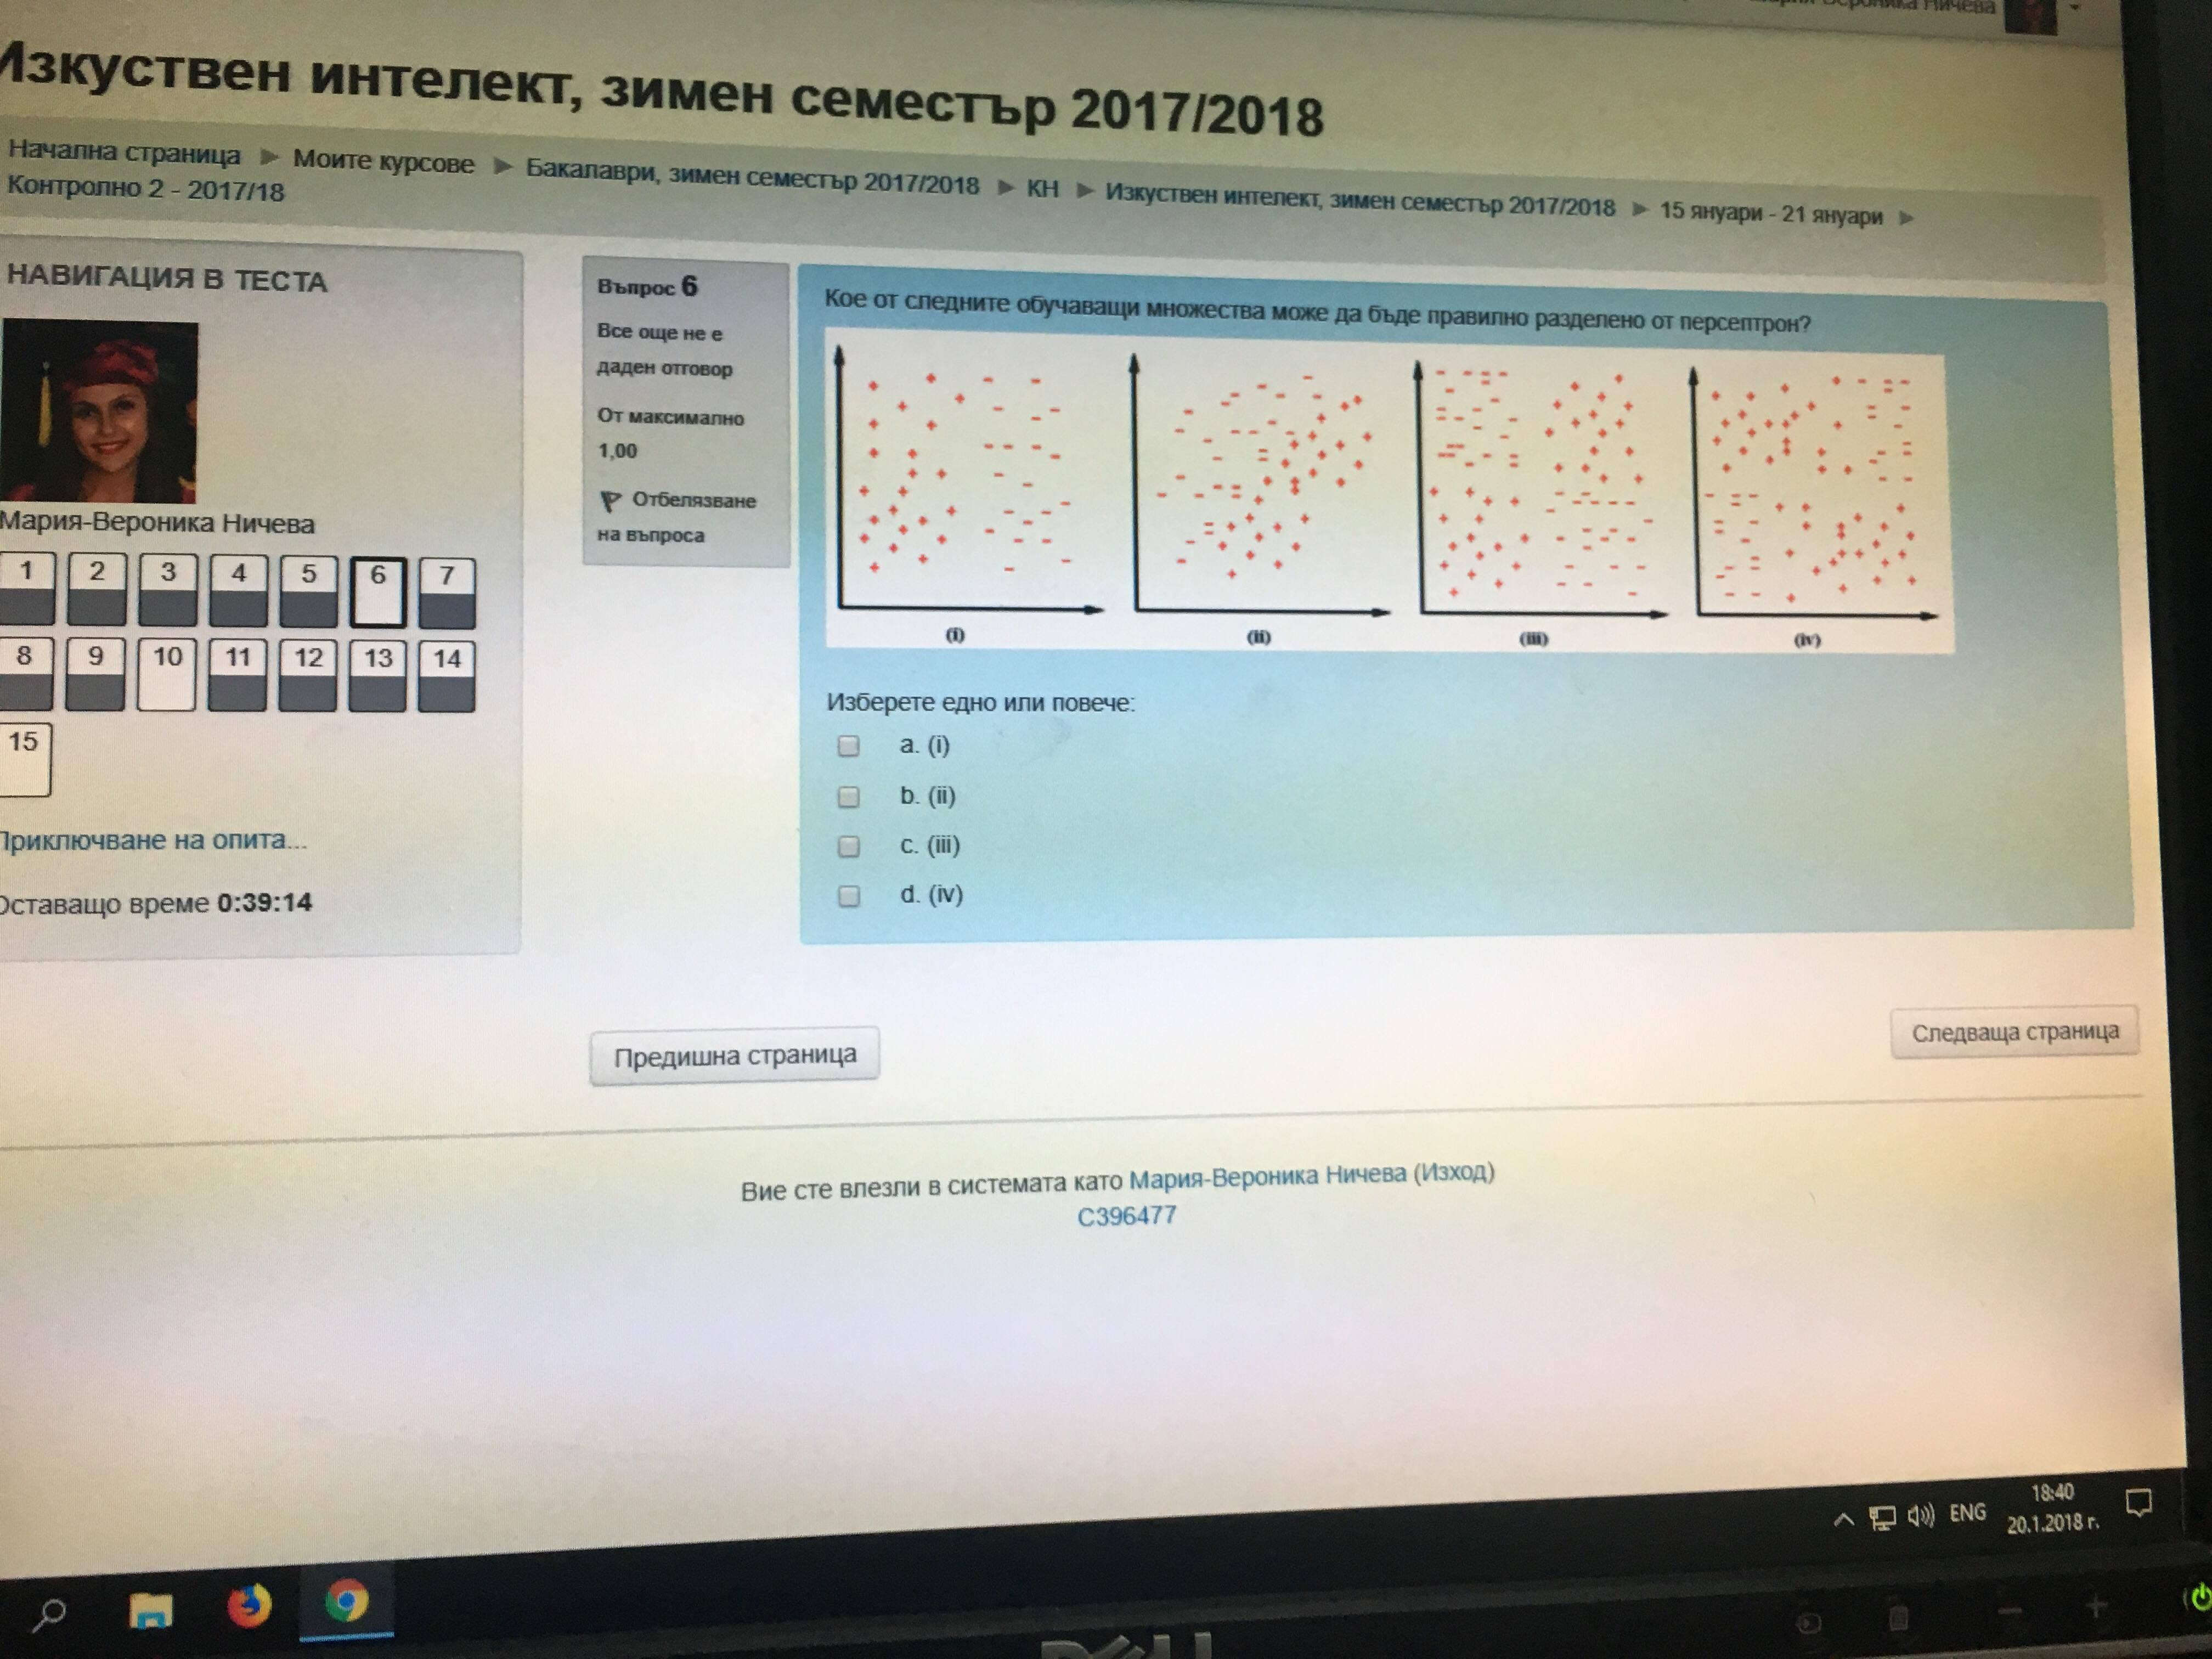 Ничева
Изкуствен интелект, зимен семестър 2017/2018
Начална страница ► Моите курсове ► Бакалаври, зимен семестър 2017/2018 ► КН ► Изкуствен интелект, зимен семестър 2017/2018 ► 15 януари - 21 януари ►
Контролно 2 - 2017/18
НАВИГАЦИЯ В ТЕСТА
Мария-Вероника Ничева
1 2 3 4 5 6 7
8 9 10 11 12 13 14
15
Приключване на опита...
Оставащо време 0:39:14
Въпрос 6
Все още не е
даден отговор
От максимално
1,00
Отбелязване
на въпроса
Кое от следните обучаващи множества може да бъде правилно разделено от персептрон?
(i) (ii) (iii) (iv)
Изберете едно или повече:
a. (i)
b. (ii)
c. (iii)
d. (iv)
Предишна страница
Следваща страница
Вие сте влезли в системата като Мария-Вероника Ничева (Изход)
СЗ96477
ENG
18:40
20.1.2018 г.
DELL